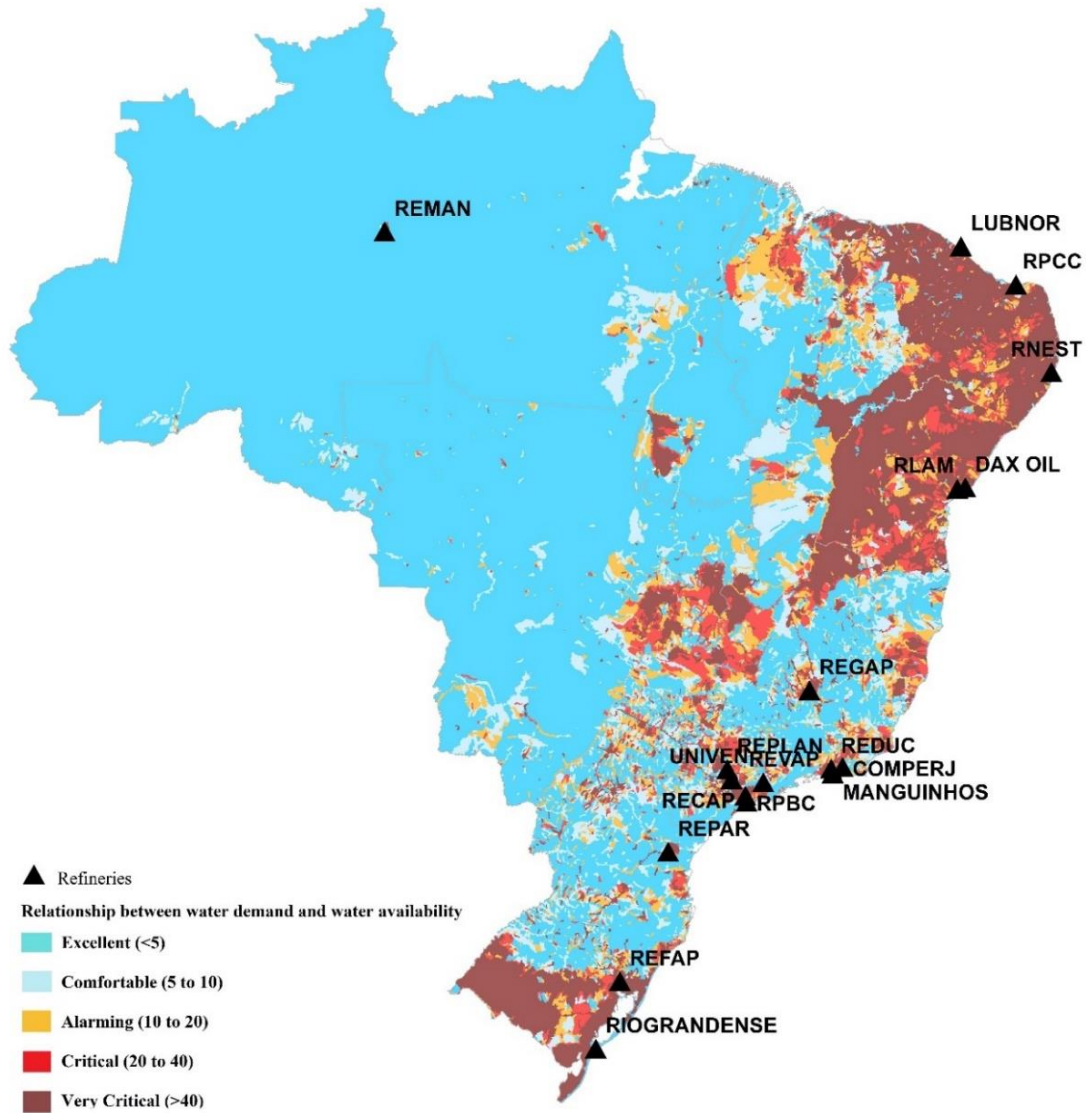 REMAN
LUBNOR
RPCC
RNEST
RLAM
DAX OIL
REGAP
REPLAN
REDUC
UNIVEN
REVAP
COMPERJ
MANGUINHOS
RECAP
RPBC
REPAR
REFAP
RIOGRANDENSE
Refineries
Relationship between water demand and water availability
Excellent (<5)
Comfortable (5 to 10)
Alarming (10 to 20)
Critical (20 to 40)
Very Critical (>40)